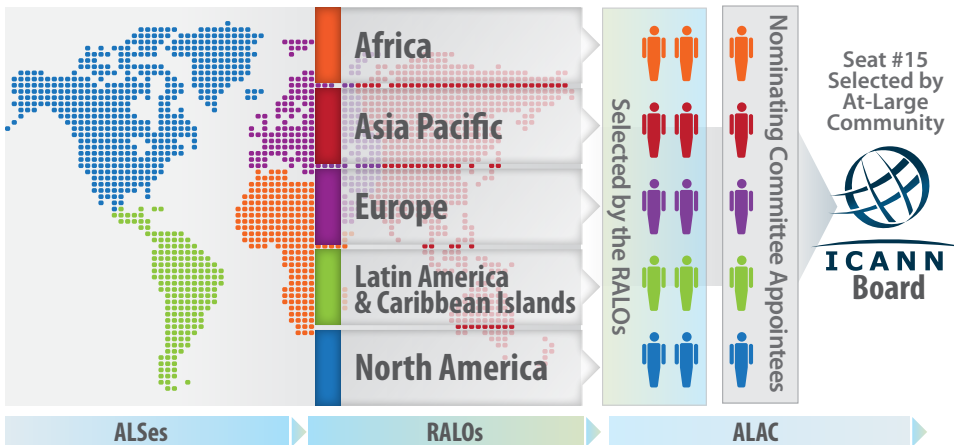 Africa
Asia Pacific
Europe
Latin America
& Caribbean Islands
North America
Selected by the RALOs
Nominating Committee Appointees
Seat #15
Selected by
At-Large
Community
ICANN
Board
ALSes
RALOs
ALAC